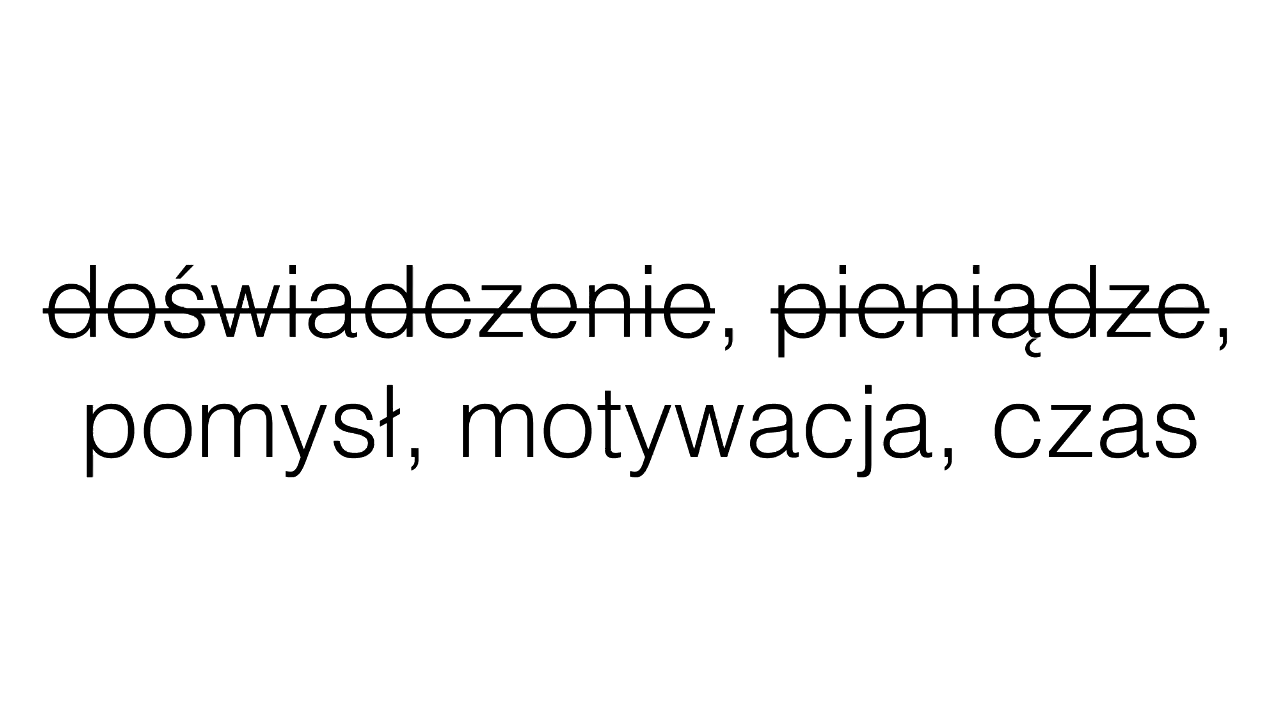 doświadczenie, pieniądze,
pomysł, motywacja, czas